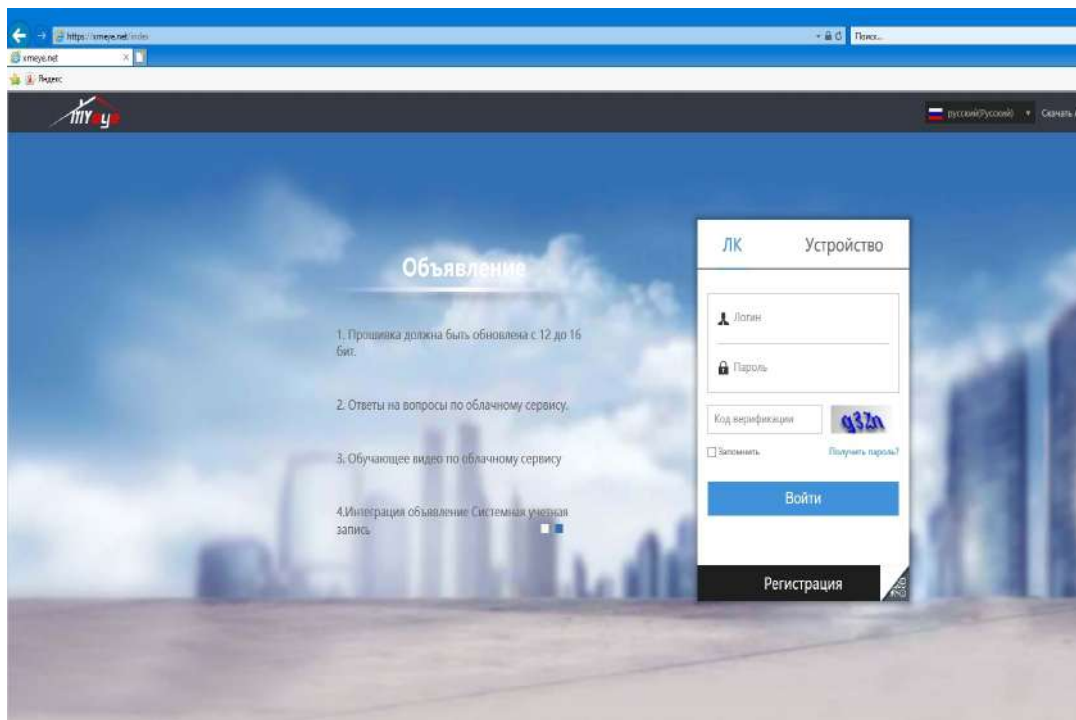 https://xmeye.net/index
Поиск...
xmeye.net
Яндекс
myeye
русский(Русский)
Скачать
ЛК
Устройство
Объявление
Логин
1. Прошивка должна быть обновлена с 12 до 16
бит.
Пароль
2. Ответы на вопросы по облачному сервису.
Код верификации
g3Zn
3. Обучающее видео по облачному сервису
Запомнить
Получить пароль?
Войти
4.Интеграция объявление Системная учетная
запись
Регистрация